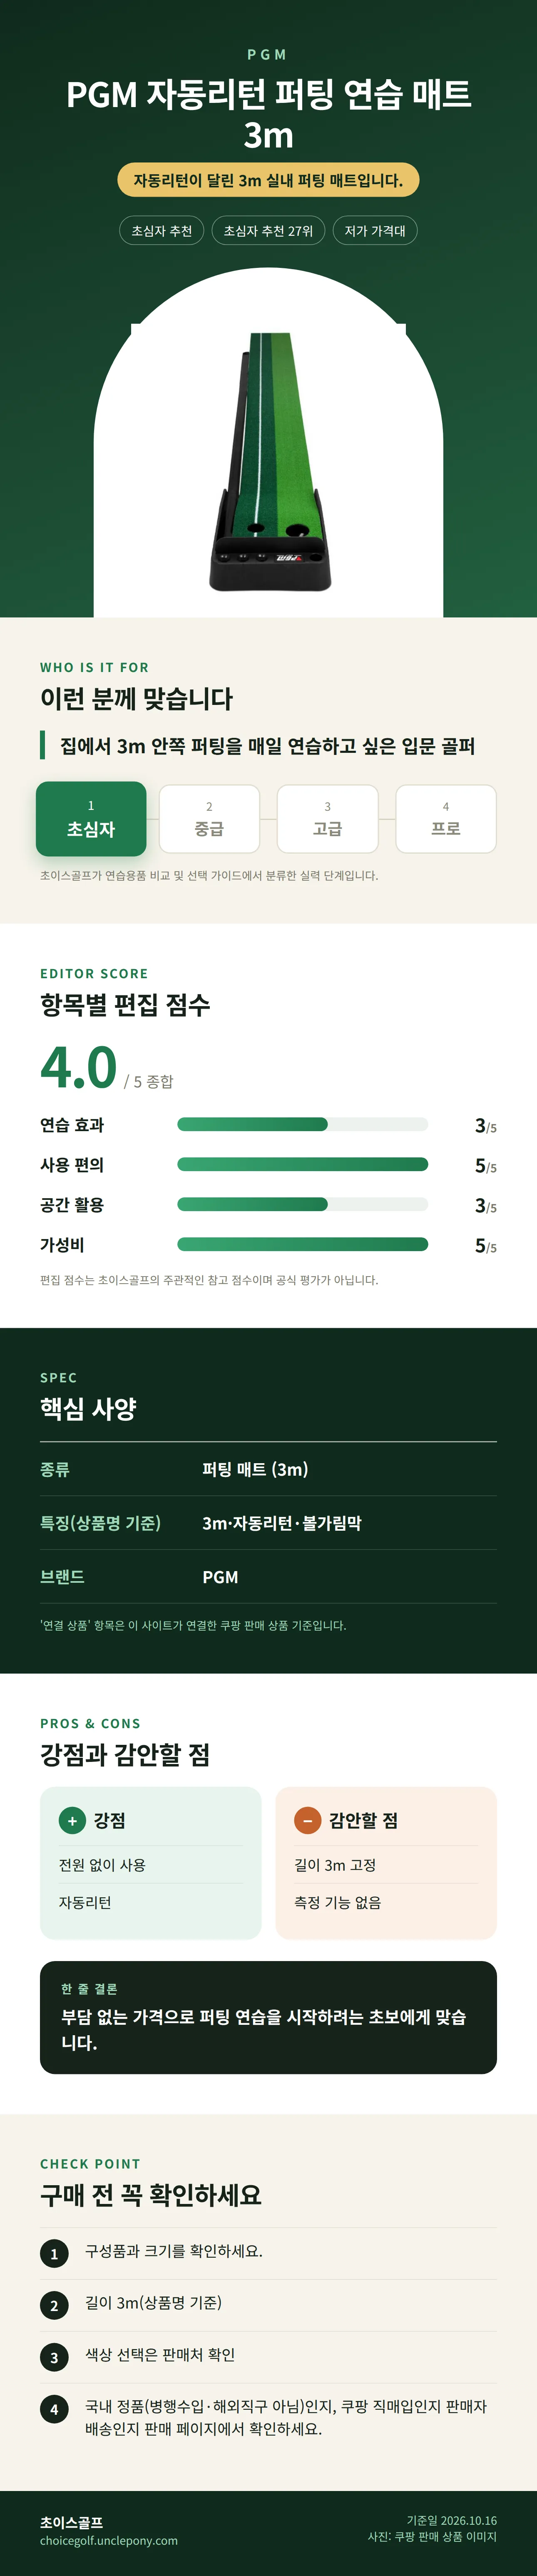 PGM
PGM 자동리턴 퍼팅 연습 매트
3m
자동리턴이 달린 3m 실내 퍼팅 매트입니다.
초심자 추천
초심자 추천 27위
저가 가격대
PGM
WHO IS IT FOR
이런 분께 맞습니다
집에서 3m 안쪽 퍼팅을 매일 연습하고 싶은 입문 골퍼
1
초심자
2
중급
3
고급
4
프로
초이스골프가 연습용품 비교 및 선택 가이드에서 분류한 실력 단계입니다.
EDITOR SCORE
항목별 편집 점수
4.0 / 5 종합
연습 효과 3/5
사용 편의 5/5
공간 활용 3/5
가성비 5/5
편집 점수는 초이스골프의 주관적인 참고 점수이며 공식 평가가 아닙니다.
SPEC
핵심 사양
종류 퍼팅 매트 (3m)
특징(상품명 기준) 3m·자동리턴·볼가림막
브랜드 PGM
'연결 상품' 항목은 이 사이트가 연결한 쿠팡 판매 상품 기준입니다.
PROS & CONS
강점과 감안할 점
+ 강점
전원 없이 사용
자동리턴
− 감안할 점
길이 3m 고정
측정 기능 없음
한 줄 결론
부담 없는 가격으로 퍼팅 연습을 시작하려는 초보에게 맞습
니다.
CHECK POINT
구매 전 꼭 확인하세요
1 구성품과 크기를 확인하세요.
2 길이 3m(상품명 기준)
3 색상 선택은 판매처 확인
4 국내 정품(병행수입·해외직구 아님)인지, 쿠팡 직매입인지 판매자
배송인지 판매 페이지에서 확인하세요.
초이스골프
choicegolf.unclepony.com
기준일 2026.10.16
사진: 쿠팡 판매 상품 이미지